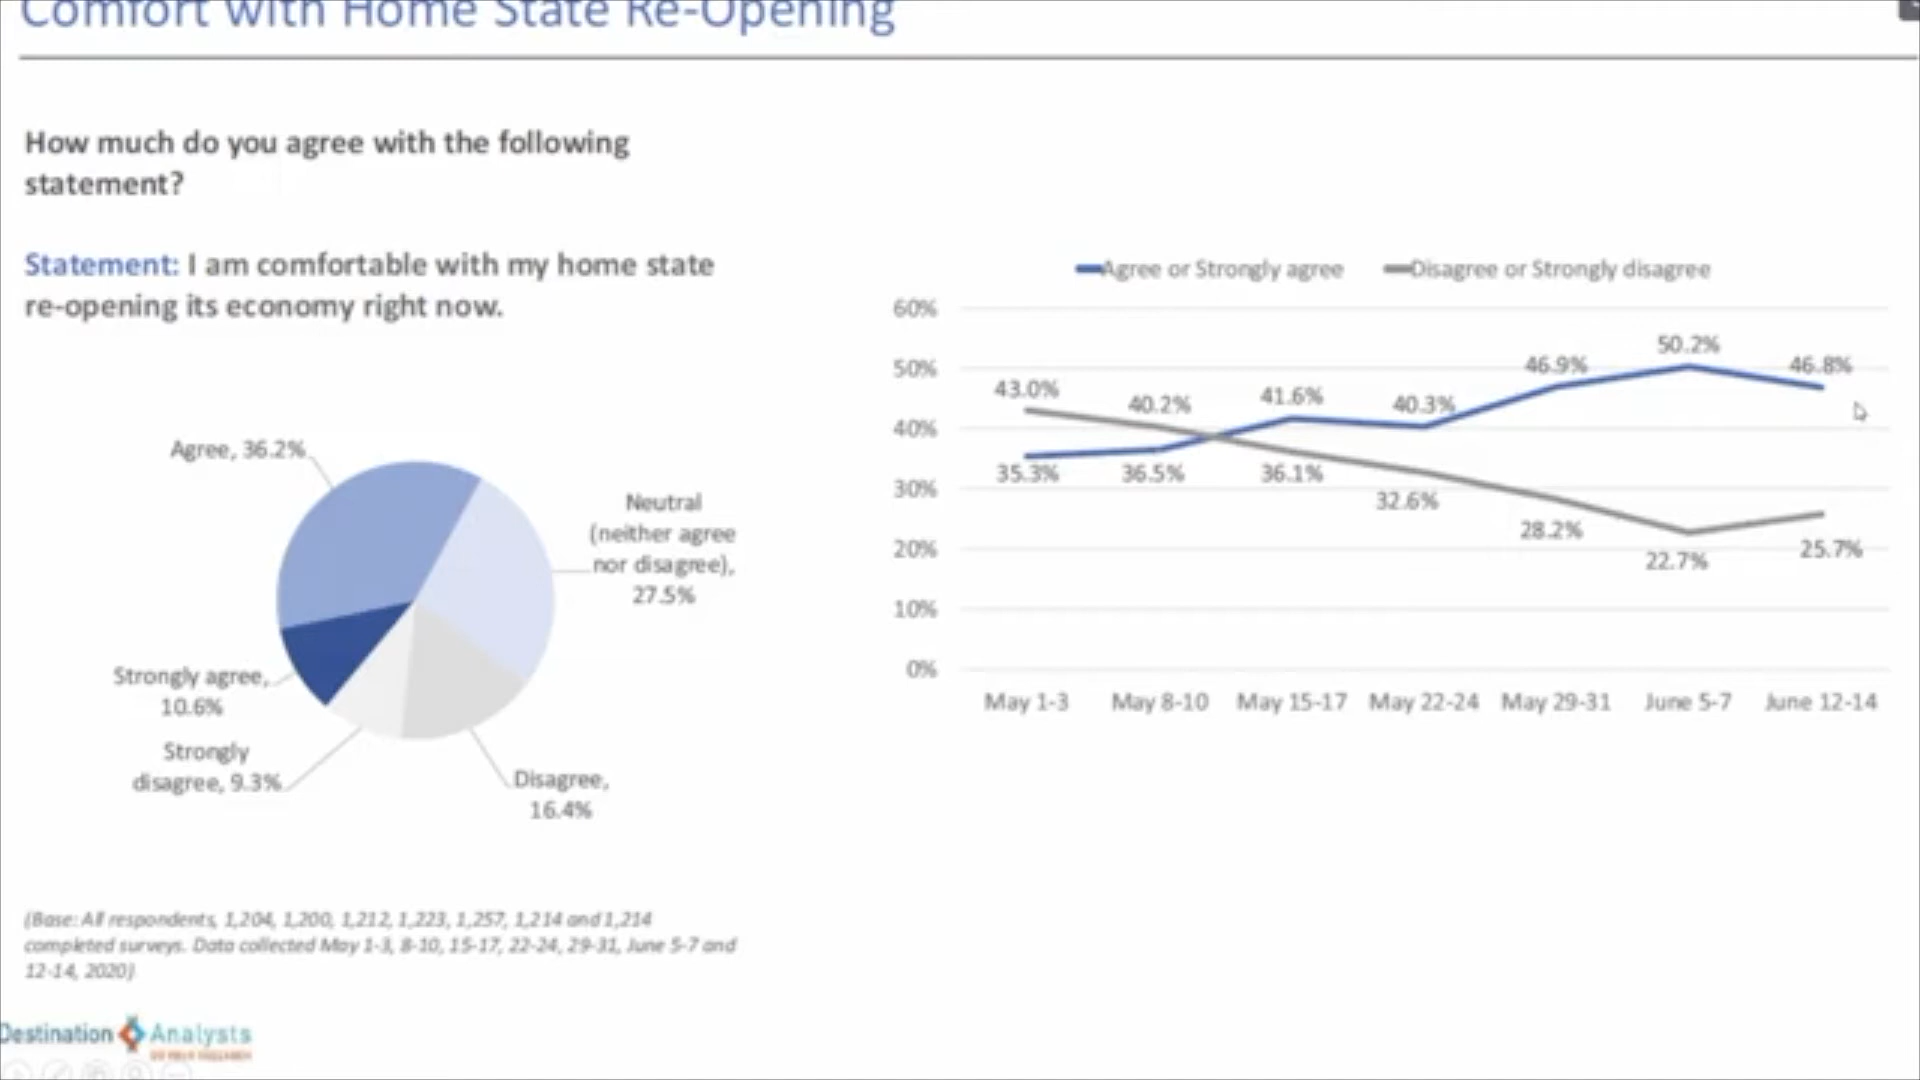 Comfort with Home State Re-Opening
How much do you agree with the following
statement?
Statement: I am comfortable with my home state
re-opening its economy right now.
Agree, 36.2%
Neutral
(neither agree
nor disagree),
27.5%
Strongly agree,
10.6%
Strongly
disagree, 9.3%
Disagree,
16.4%
Agree or Strongly agree Disagree or Strongly disagree
60%
50%
40%
30%
20%
10%
0%
43.0% 40.2% 41.6% 40.3% 46.9% 50.2% 46.8%
35.3% 36.5% 36.1% 32.6% 28.2% 22.7% 25.7%
May 1-3 May 8-10 May 15-17 May 22-24 May 29-31 June 5-7 June 12-14
(Base: All respondents, 1,204, 1,200, 1,212, 1,223, 1,257, 1,214 and 1,214
completed surveys. Data collected May 1-3, 8-10, 15-17, 22-24, 29-31, June 5-7 and
12-14, 2020)
Destination Analysts